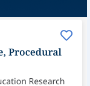 e, Procedural
ucation Research